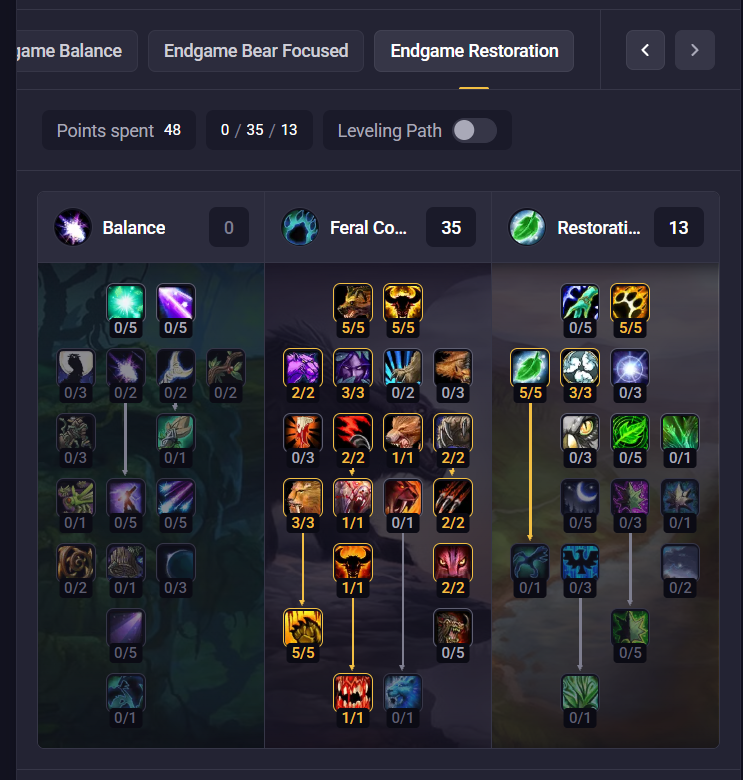 game Balance Endgame Bear Focused Endgame Restoration
Points spent 48 0 / 35 / 13 Leveling Path
Balance 0 Feral Co... 35 Restorati... 13
0/5 0/5 5/5 5/5 0/5 5/5
0/3 0/2 0/2 0/2 2/2 3/3 0/2 0/3 5/5 3/3 0/3
0/3 0/1 0/3 2/2 1/1 2/2 0/3 0/5 0/1
0/1 0/5 0/5 3/3 1/1 0/1 2/2 0/5 0/3 0/1
0/2 0/1 0/3 1/1 2/2 0/1 0/3 0/2
0/5 5/5 0/5 0/5
0/1 1/1 0/1 0/1